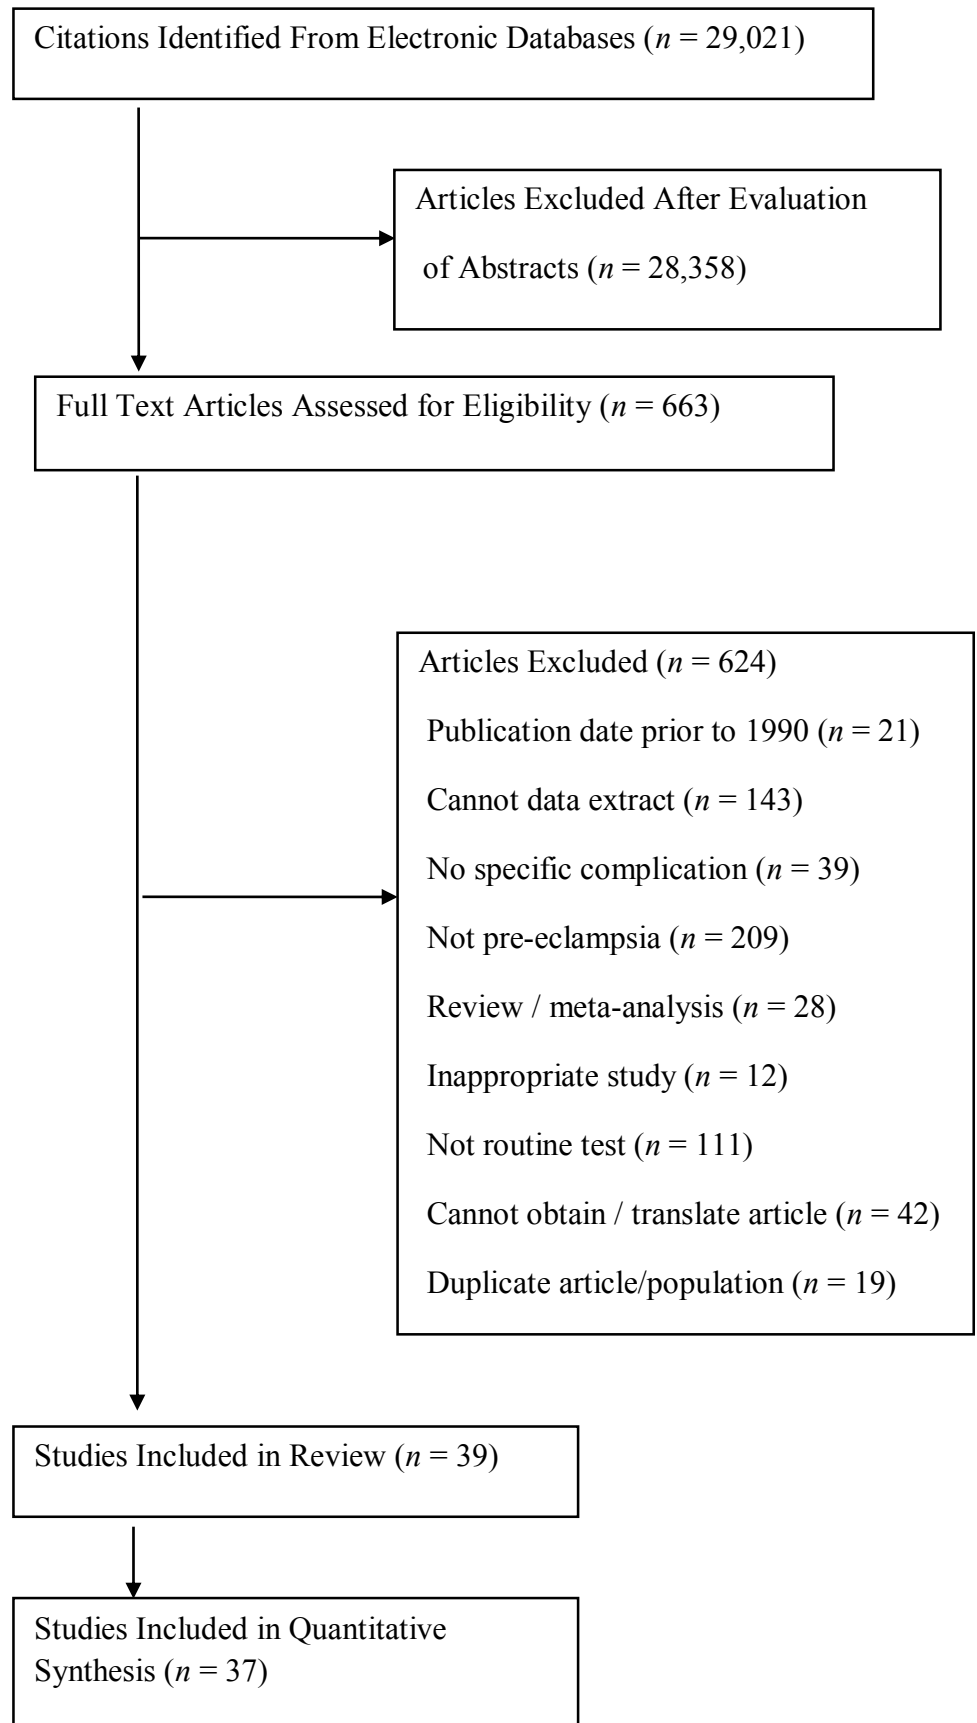 Citations Identified From Electronic Databases (n = 29,021)
Articles Excluded After Evaluation
of Abstracts (n = 28,358)
Full Text Articles Assessed for Eligibility (n = 663)
Articles Excluded (n = 624)
Publication date prior to 1990 (n = 21)
Cannot data extract (n = 143)
No specific complication (n = 39)
Not pre-eclampsia (n = 209)
Review / meta-analysis (n = 28)
Inappropriate study (n = 12)
Not routine test (n = 111)
Cannot obtain / translate article (n = 42)
Duplicate article/population (n = 19)
Studies Included in Review (n = 39)
Studies Included in Quantitative
Synthesis (n = 37)